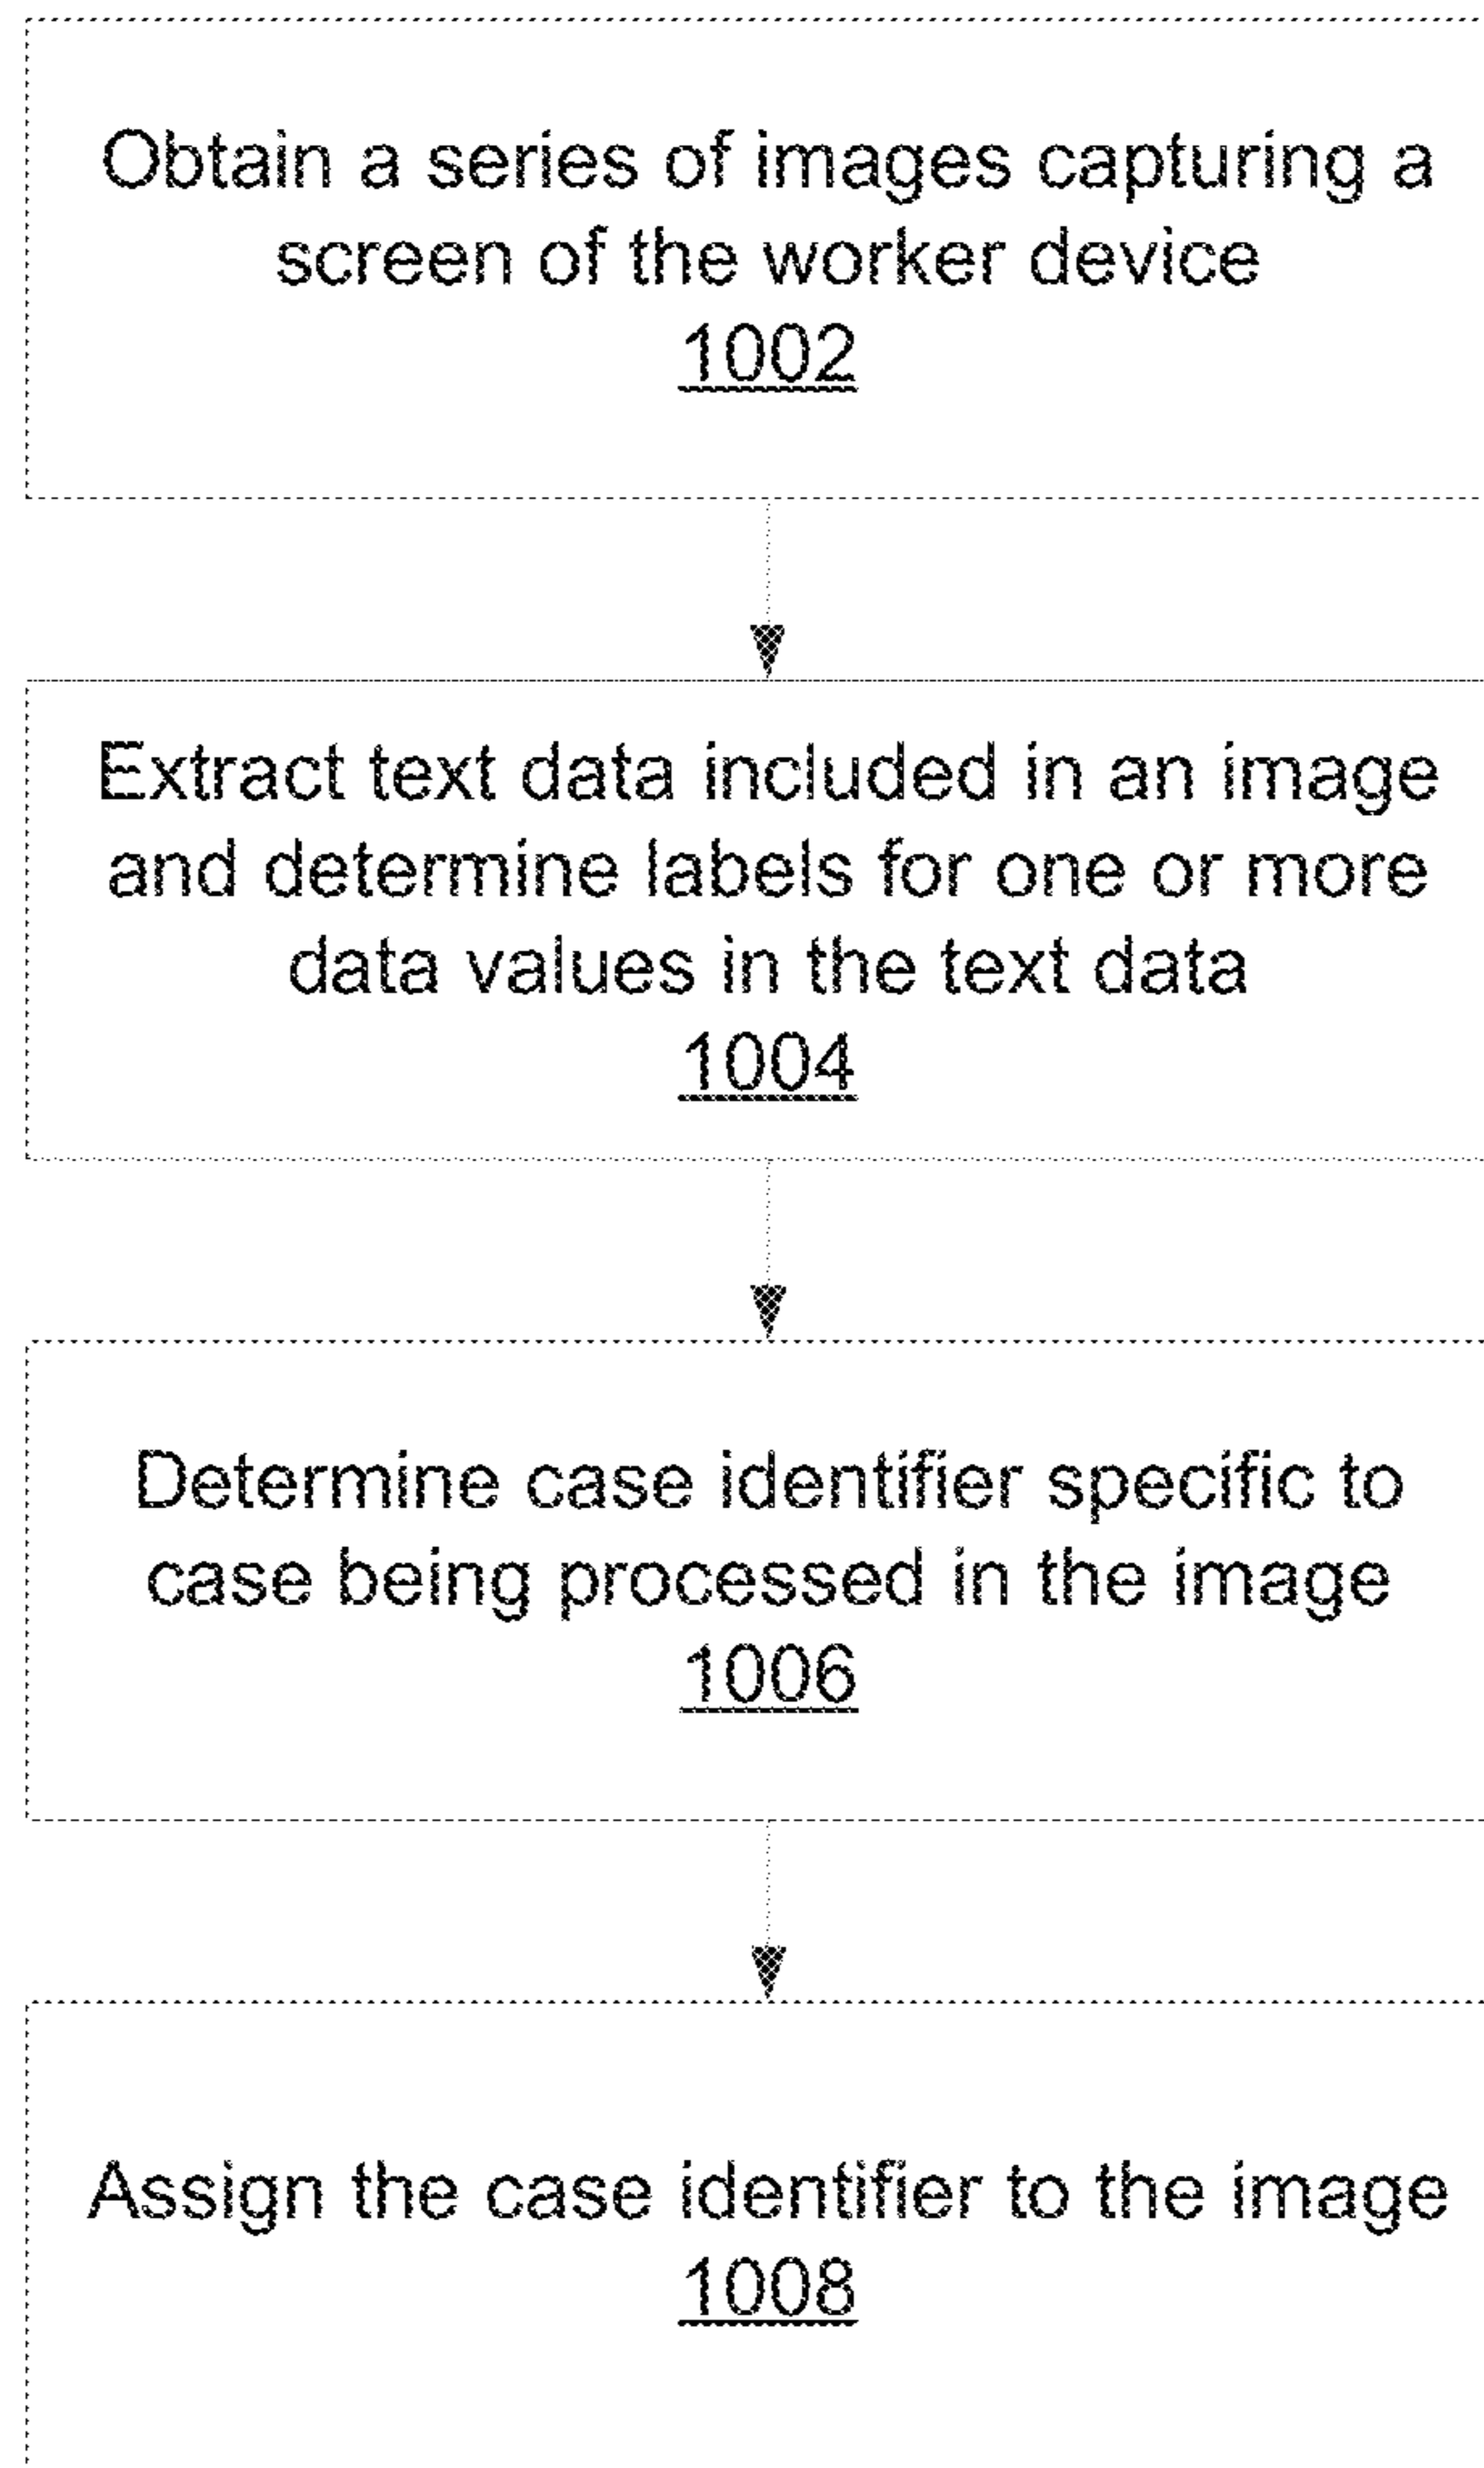 Obtain a series of images capturing a
screen of the worker device
1002
Extract text data included in an image
and determine labels for one or more
data values in the text data
1004
Determine case identifier specific to
case being processed in the image
1006
Assign the case identifier to the image
1008